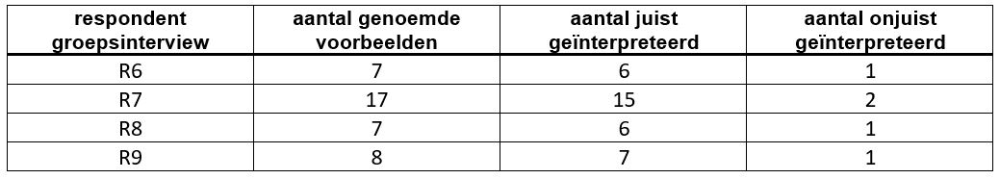 respondent aantal genoemde aantal juist aantal onjuist
groepsinterview voorbeelden geïnterpreteerd geïnterpreteerd
R6 7 6 1
R7 17 15 2
R8 7 6 1
R9 8 7 1